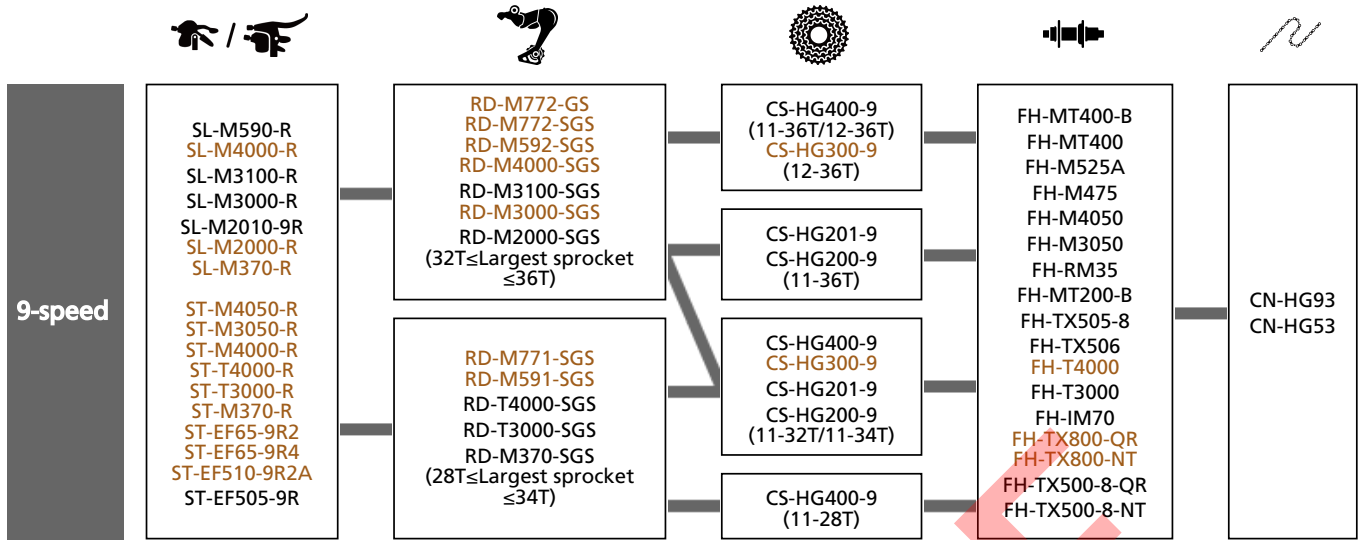 9-speed
SL-M590-R
SL-M4000-R
SL-M3100-R
SL-M3000-R
SL-M2010-9R
SL-M2000-R
SL-M370-R
ST-M4050-R
ST-M3050-R
ST-M4000-R
ST-T4000-R
ST-T3000-R
ST-M370-R
ST-EF65-9R2
ST-EF65-9R4
ST-EF510-9R2A
ST-EF505-9R
RD-M772-GS
RD-M772-SGS
RD-M592-SGS
RD-M4000-SGS
RD-M3100-SGS
RD-M3000-SGS
RD-M2000-SGS
(32T≤Largest sprocket
≤36T)
RD-M771-SGS
RD-M591-SGS
RD-T4000-SGS
RD-T3000-SGS
RD-M370-SGS
(28T≤Largest sprocket
≤34T)
CS-HG400-9
(11-36T/12-36T)
CS-HG300-9
(12-36T)
CS-HG201-9
CS-HG200-9
(11-36T)
CS-HG400-9
CS-HG300-9
CS-HG201-9
CS-HG200-9
(11-32T/11-34T)
CS-HG400-9
(11-28T)
FH-MT400-B
FH-MT400
FH-M525A
FH-M475
FH-M4050
FH-M3050
FH-RM35
FH-MT200-B
FH-TX505-8
FH-TX506
FH-T4000
FH-T3000
FH-IM70
FH-TX800-QR
FH-TX800-NT
FH-TX500-8-QR
FH-TX500-8-NT
CN-HG93
CN-HG53